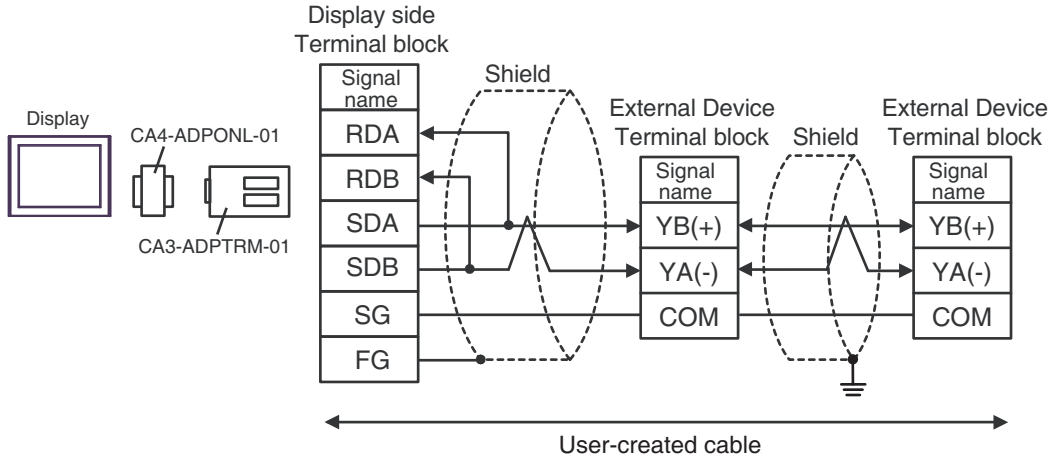 Display side
Terminal block
Signal
name
RDA
RDB
SDA
SDB
SG
FG
Shield
Display
CA4-ADPONL-01
CA3-ADPTRM-01
External Device
Terminal block
Signal
name
YB(+)
YA(-)
COM
Shield
External Device
Terminal block
Signal
name
YB(+)
YA(-)
COM
User-created cable